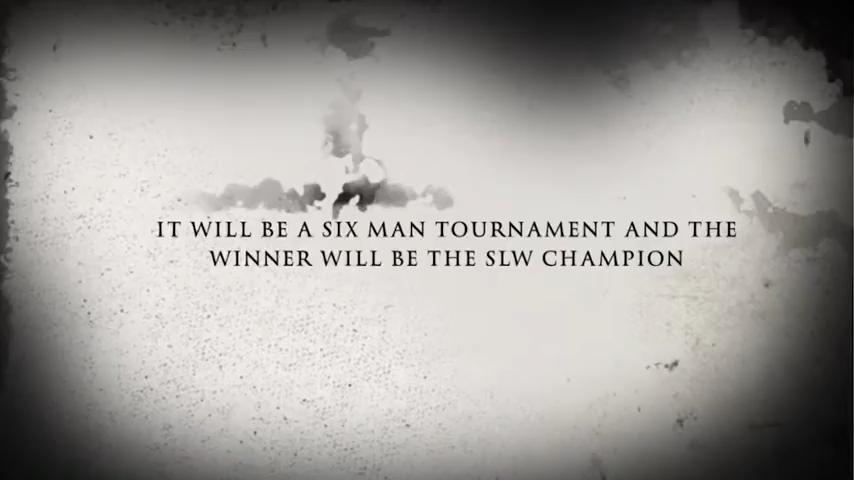 IT WILL BE A SIX MAN TOURNAMENT AND THE
WINNER WILL BE THE SLW CHAMPION